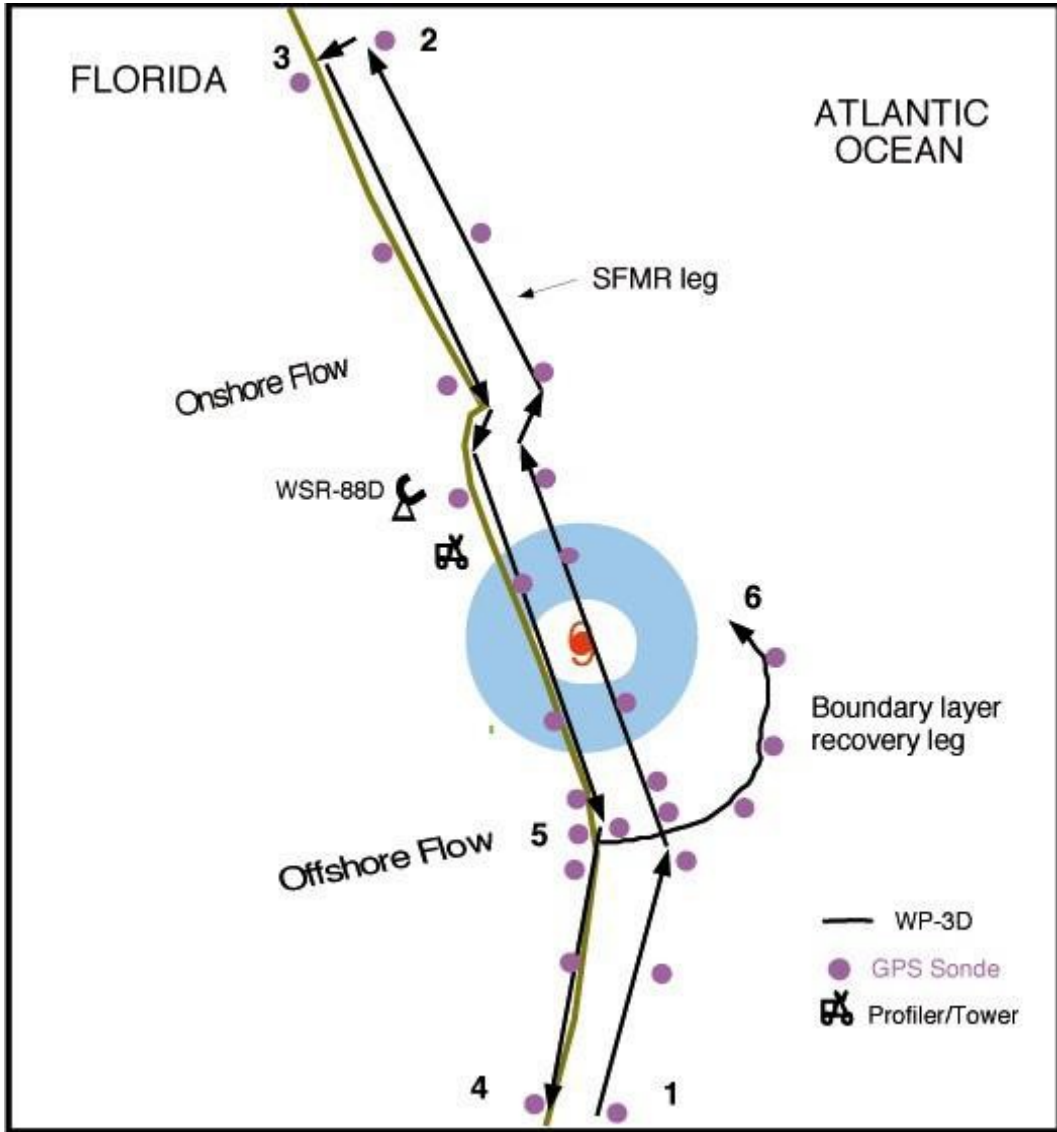 3
2
FLORIDA
ATLANTIC
OCEAN
SFMR leg
Onshore Flow
WSR-88D
6
Boundary layer
recovery leg
5
Offshore Flow
WP-3D
GPS Sonde
Profiler/Tower
4
1